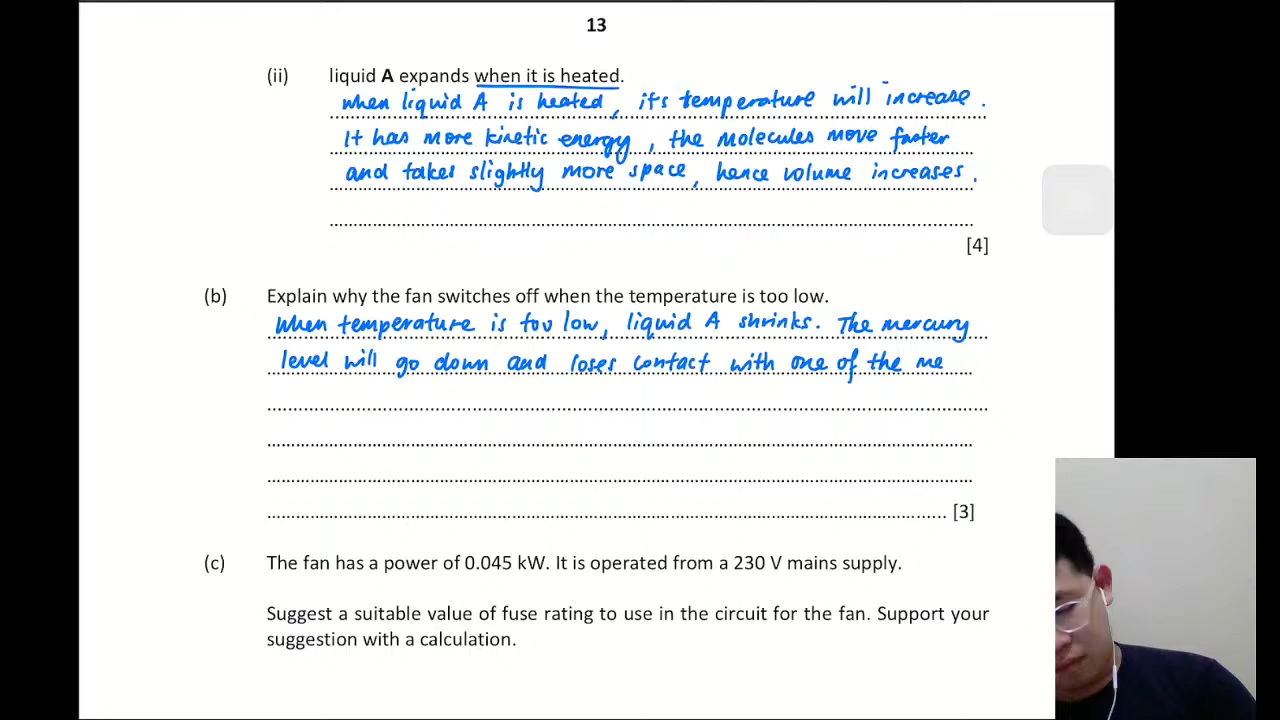 13
(ii) liquid A expands when it is heated.
When liquid A is heated, its temperature will increase.
It has more kinetic energy, the molecules move faster
and takes slightly more space, hence volume increases.
[4]
(b) Explain why the fan switches off when the temperature is too low.
When temperature is too low, liquid A shrinks. The mercury
level will go down and loses contact with one of the me
[3]
(c) The fan has a power of 0.045 kW. It is operated from a 230 V mains supply.
Suggest a suitable value of fuse rating to use in the circuit for the fan. Support your
suggestion with a calculation.